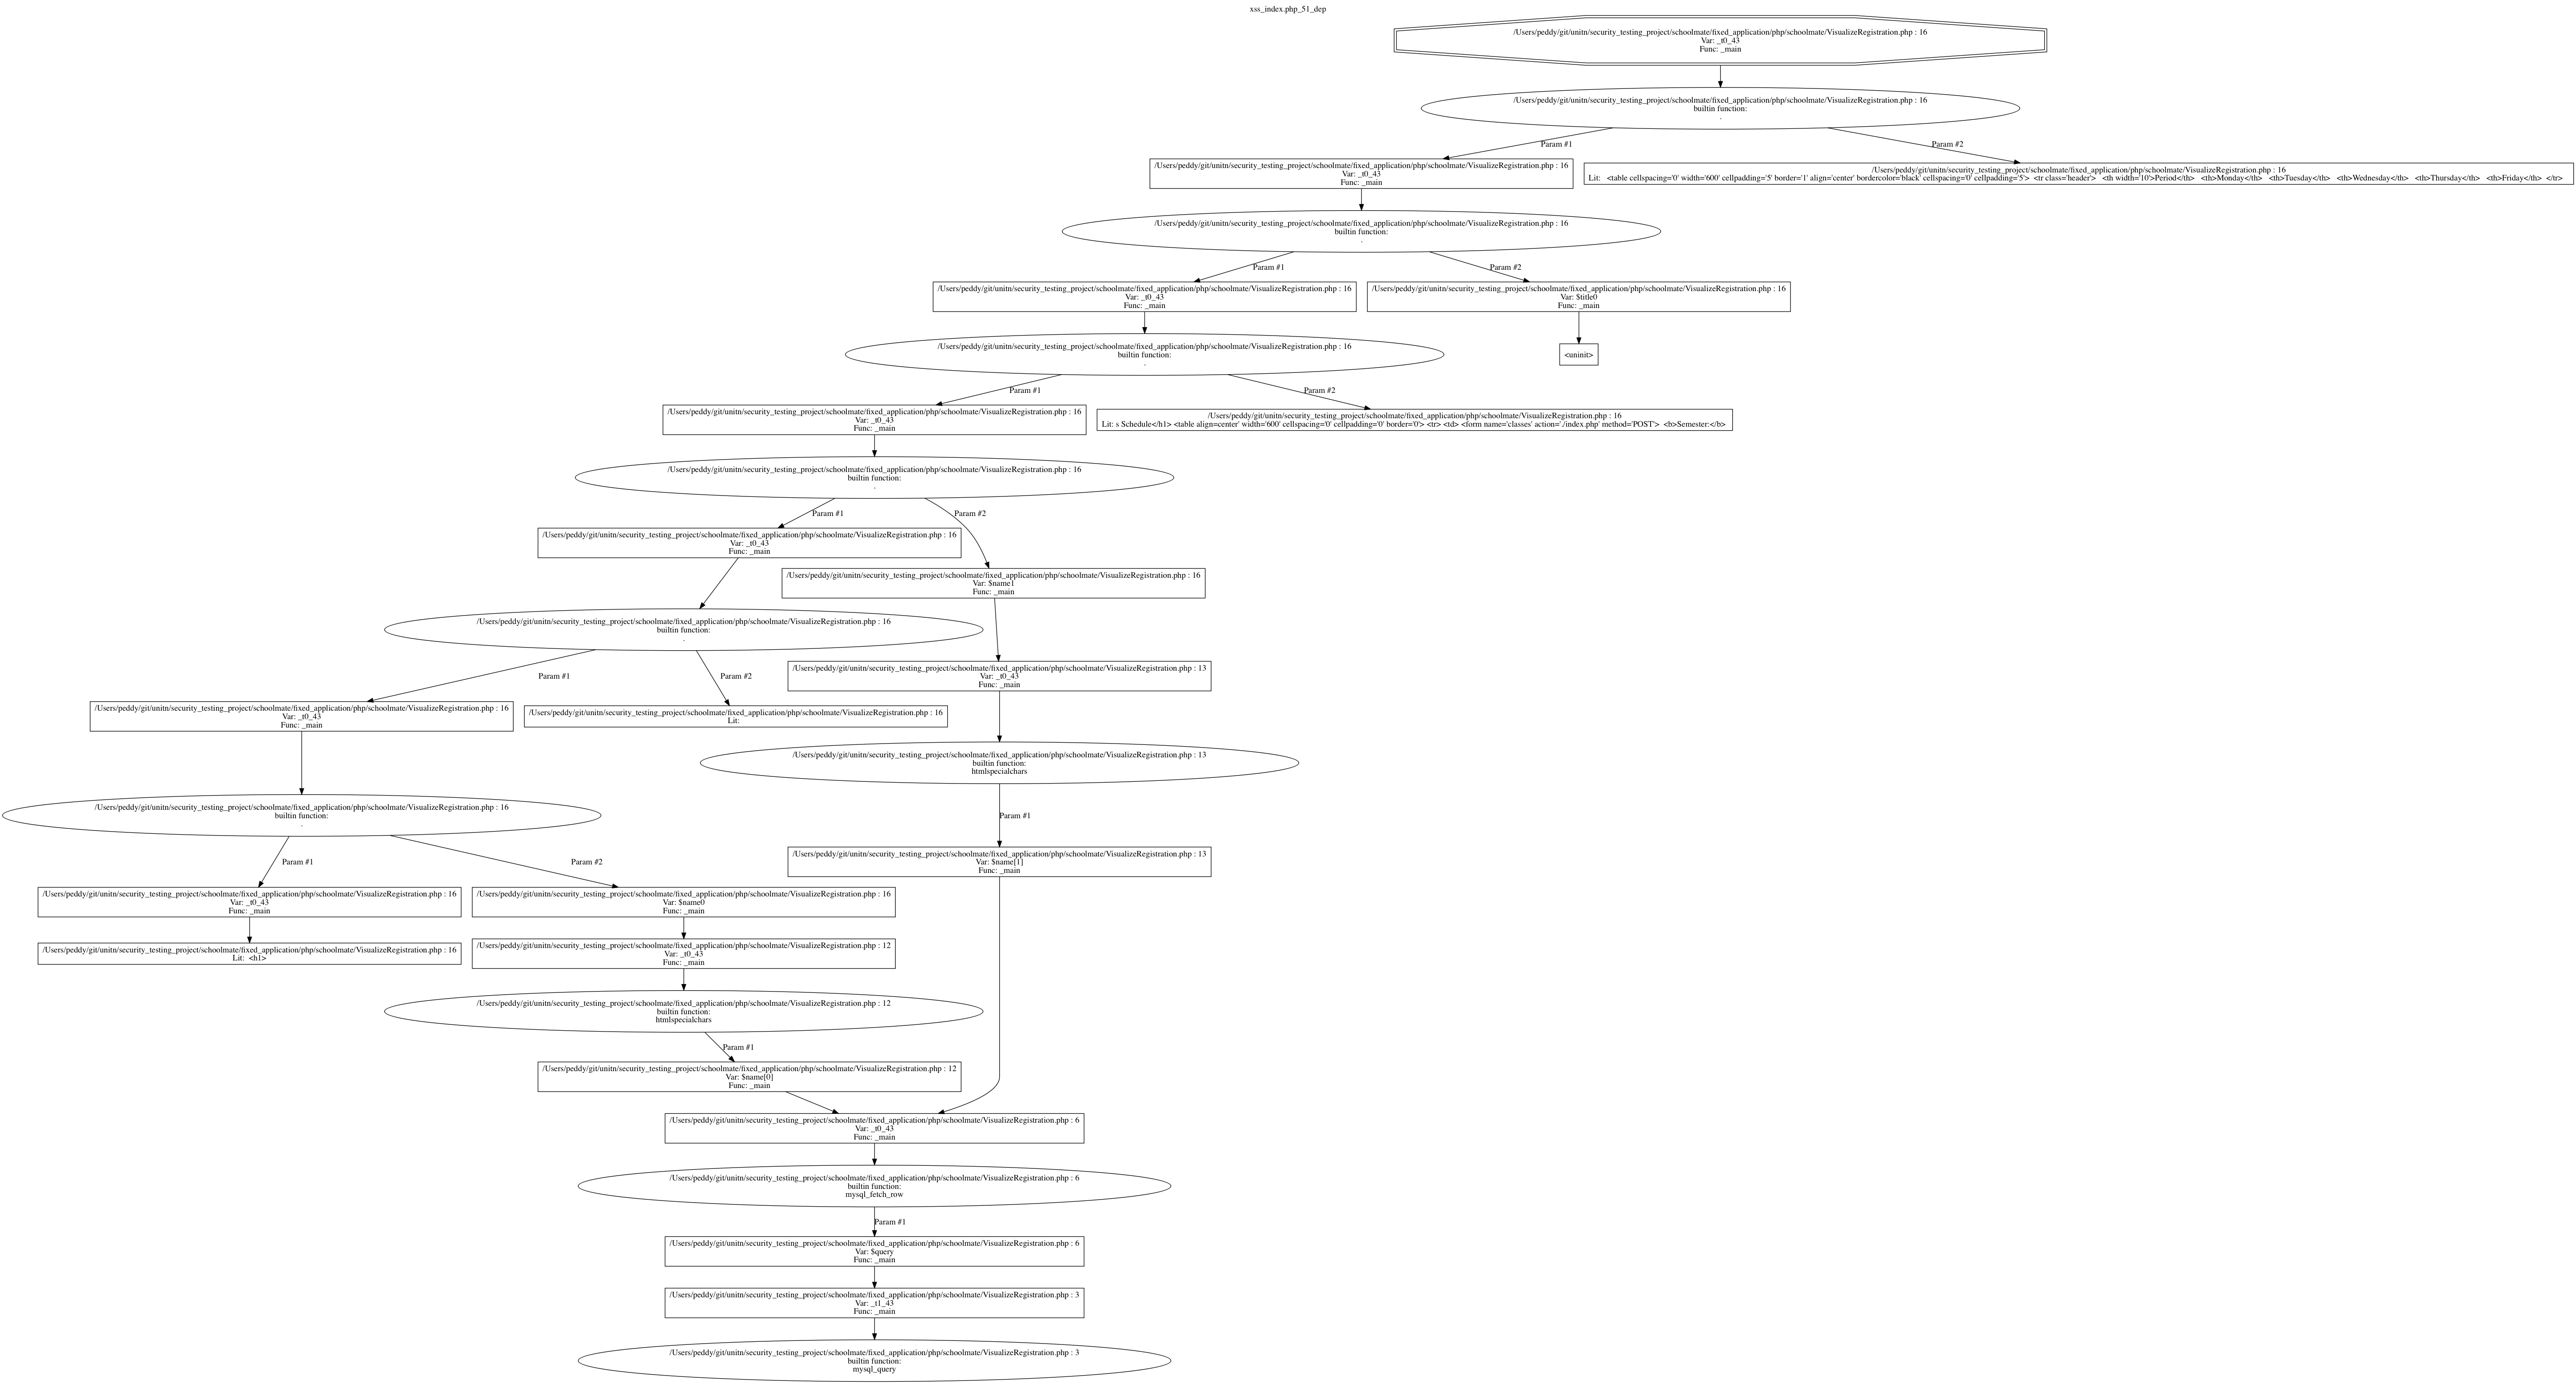 xss_index.php_51_dep
/Users/peddy/git/unitn/security_testing_project/schoolmate/fixed_application/php/schoolmate/VisualizeRegistration.php : 16
Var: _t0_43
Func: _main
/Users/peddy/git/unitn/security_testing_project/schoolmate/fixed_application/php/schoolmate/VisualizeRegistration.php : 16
builtin function:
.
Param #1
Param #2
/Users/peddy/git/unitn/security_testing_project/schoolmate/fixed_application/php/schoolmate/VisualizeRegistration.php : 16
Var: _t0_43
Func: _main
/Users/peddy/git/unitn/security_testing_project/schoolmate/fixed_application/php/schoolmate/VisualizeRegistration.php : 16
Lit:   <table cellspacing='0' width='600' cellpadding='5' border='1' align='center' bordercolor='black' cellspacing='0' cellpadding='5'>  <tr class='header'>   <th width='10'>Period</th>   <th>Monday</th>   <th>Tuesday</th>   <th>Wednesday</th>   <th>Thursday</th>   <th>Friday</th>  </tr>
/Users/peddy/git/unitn/security_testing_project/schoolmate/fixed_application/php/schoolmate/VisualizeRegistration.php : 16
builtin function:
.
Param #1
Param #2
/Users/peddy/git/unitn/security_testing_project/schoolmate/fixed_application/php/schoolmate/VisualizeRegistration.php : 16
Var: _t0_43
Func: _main
/Users/peddy/git/unitn/security_testing_project/schoolmate/fixed_application/php/schoolmate/VisualizeRegistration.php : 16
Var: $title0
Func: _main
/Users/peddy/git/unitn/security_testing_project/schoolmate/fixed_application/php/schoolmate/VisualizeRegistration.php : 16
builtin function:
.
<uninit>
Param #1
Param #2
/Users/peddy/git/unitn/security_testing_project/schoolmate/fixed_application/php/schoolmate/VisualizeRegistration.php : 16
Var: _t0_43
Func: _main
/Users/peddy/git/unitn/security_testing_project/schoolmate/fixed_application/php/schoolmate/VisualizeRegistration.php : 16
Lit: s Schedule</h1> <table align=center' width='600' cellspacing='0' cellpadding='0' border='0'> <tr> <td> <form name='classes' action='./index.php' method='POST'>  <b>Semester:</b>
/Users/peddy/git/unitn/security_testing_project/schoolmate/fixed_application/php/schoolmate/VisualizeRegistration.php : 16
builtin function:
.
Param #1
Param #2
/Users/peddy/git/unitn/security_testing_project/schoolmate/fixed_application/php/schoolmate/VisualizeRegistration.php : 16
Var: _t0_43
Func: _main
/Users/peddy/git/unitn/security_testing_project/schoolmate/fixed_application/php/schoolmate/VisualizeRegistration.php : 16
Var: $name1
Func: _main
/Users/peddy/git/unitn/security_testing_project/schoolmate/fixed_application/php/schoolmate/VisualizeRegistration.php : 16
builtin function:
.
Param #1
Param #2
/Users/peddy/git/unitn/security_testing_project/schoolmate/fixed_application/php/schoolmate/VisualizeRegistration.php : 13
Var: _t0_43
Func: _main
/Users/peddy/git/unitn/security_testing_project/schoolmate/fixed_application/php/schoolmate/VisualizeRegistration.php : 16
Var: _t0_43
Func: _main
/Users/peddy/git/unitn/security_testing_project/schoolmate/fixed_application/php/schoolmate/VisualizeRegistration.php : 16
Lit:
/Users/peddy/git/unitn/security_testing_project/schoolmate/fixed_application/php/schoolmate/VisualizeRegistration.php : 13
builtin function:
htmlspecialchars
/Users/peddy/git/unitn/security_testing_project/schoolmate/fixed_application/php/schoolmate/VisualizeRegistration.php : 16
builtin function:
.
Param #1
Param #1
Param #2
/Users/peddy/git/unitn/security_testing_project/schoolmate/fixed_application/php/schoolmate/VisualizeRegistration.php : 13
Var: $name[1]
Func: _main
/Users/peddy/git/unitn/security_testing_project/schoolmate/fixed_application/php/schoolmate/VisualizeRegistration.php : 16
Var: _t0_43
Func: _main
/Users/peddy/git/unitn/security_testing_project/schoolmate/fixed_application/php/schoolmate/VisualizeRegistration.php : 16
Var: $name0
Func: _main
/Users/peddy/git/unitn/security_testing_project/schoolmate/fixed_application/php/schoolmate/VisualizeRegistration.php : 16
Lit:  <h1>
/Users/peddy/git/unitn/security_testing_project/schoolmate/fixed_application/php/schoolmate/VisualizeRegistration.php : 12
Var: _t0_43
Func: _main
/Users/peddy/git/unitn/security_testing_project/schoolmate/fixed_application/php/schoolmate/VisualizeRegistration.php : 12
builtin function:
htmlspecialchars
Param #1
/Users/peddy/git/unitn/security_testing_project/schoolmate/fixed_application/php/schoolmate/VisualizeRegistration.php : 12
Var: $name[0]
Func: _main
/Users/peddy/git/unitn/security_testing_project/schoolmate/fixed_application/php/schoolmate/VisualizeRegistration.php : 6
Var: _t0_43
Func: _main
/Users/peddy/git/unitn/security_testing_project/schoolmate/fixed_application/php/schoolmate/VisualizeRegistration.php : 6
builtin function:
mysql_fetch_row
Param #1
/Users/peddy/git/unitn/security_testing_project/schoolmate/fixed_application/php/schoolmate/VisualizeRegistration.php : 6
Var: $query
Func: _main
/Users/peddy/git/unitn/security_testing_project/schoolmate/fixed_application/php/schoolmate/VisualizeRegistration.php : 3
Var: _t1_43
Func: _main
/Users/peddy/git/unitn/security_testing_project/schoolmate/fixed_application/php/schoolmate/VisualizeRegistration.php : 3
builtin function:
mysql_query